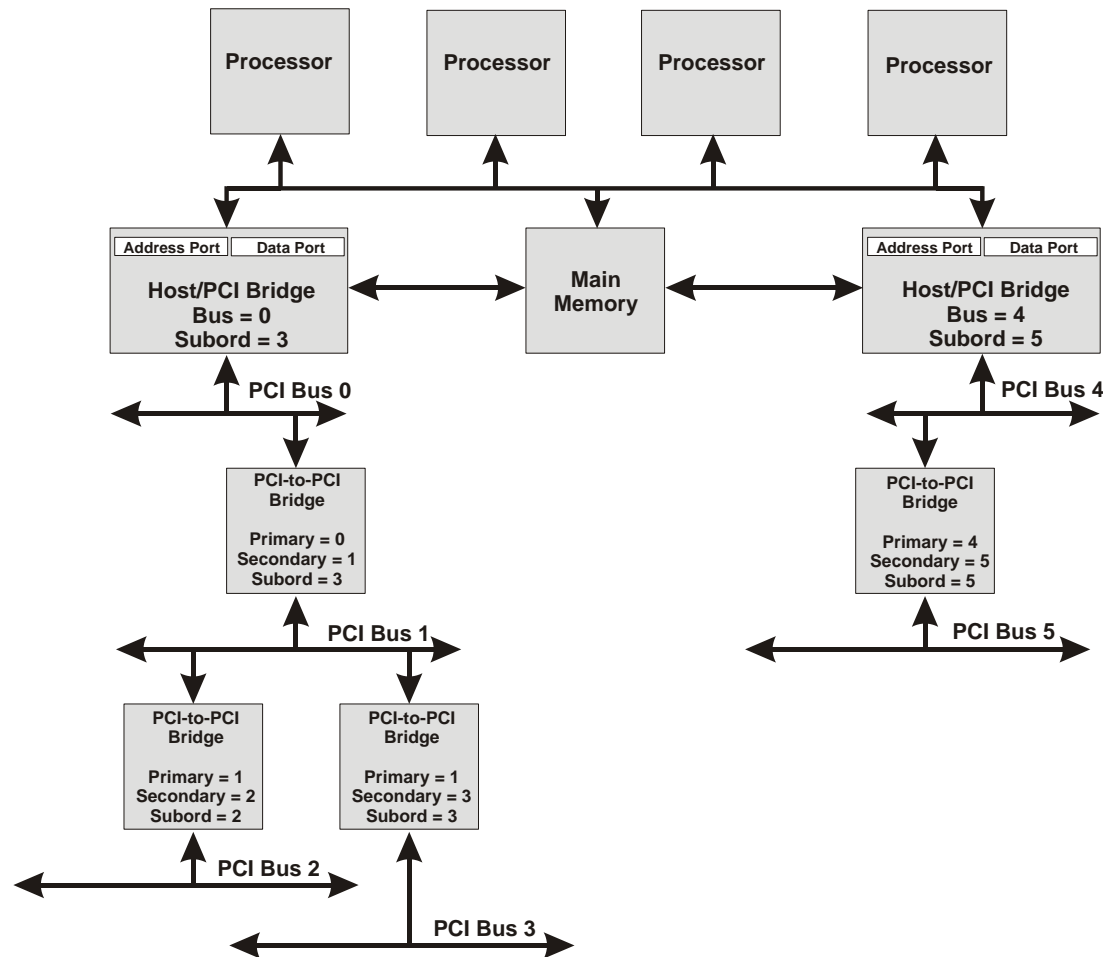 Processor
Processor
Processor
Processor
Address Port
Data Port
Host/PCI Bridge
Bus = 0
Subord = 3
Main
Memory
Address Port
Data Port
Host/PCI Bridge
Bus = 4
Subord = 5
PCI Bus 0
PCI Bus 4
PCI-to-PCI
Bridge
Primary = 0
Secondary = 1
Subord = 3
PCI-to-PCI
Bridge
Primary = 4
Secondary = 5
Subord = 5
PCI Bus 1
PCI Bus 5
PCI-to-PCI
Bridge
Primary = 1
Secondary = 2
Subord = 2
PCI-to-PCI
Bridge
Primary = 1
Secondary = 3
Subord = 3
PCI Bus 2
PCI Bus 3